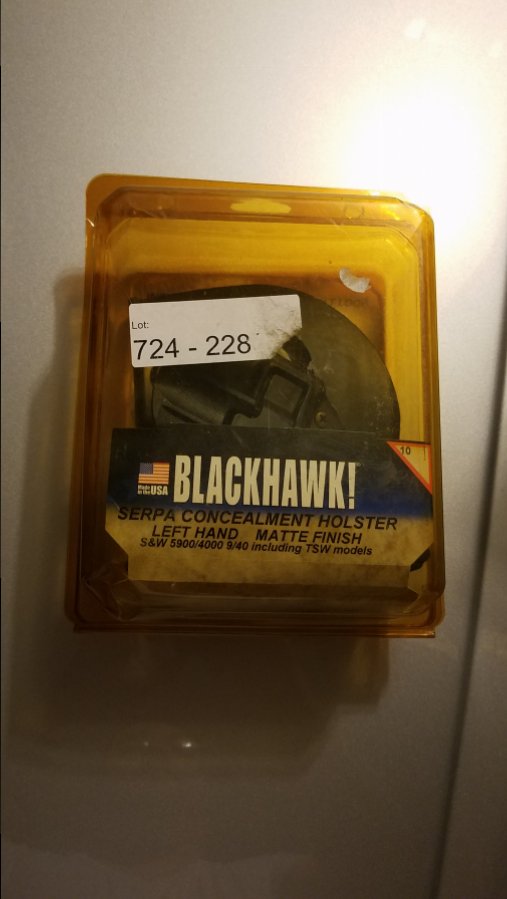 Lot:
724 - 228
10
Made
in the USA
BLACKHAWK!
SERPA CONCEALMENT HOLSTER
LEFT HAND MATTE FINISH
S&W 5900/4000 9/40 including TSW models